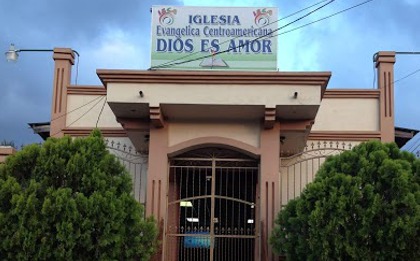 IGLESIA
Evangelica Centroamericana
DIOS ES AMOR